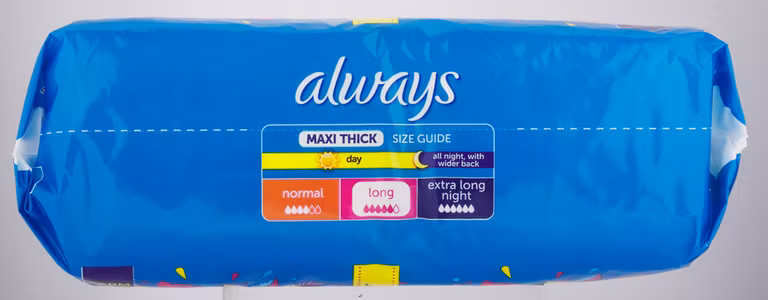 always
MAXI THICK SIZE GUIDE
day
all night, with
wider back
normal
long
extra long
night